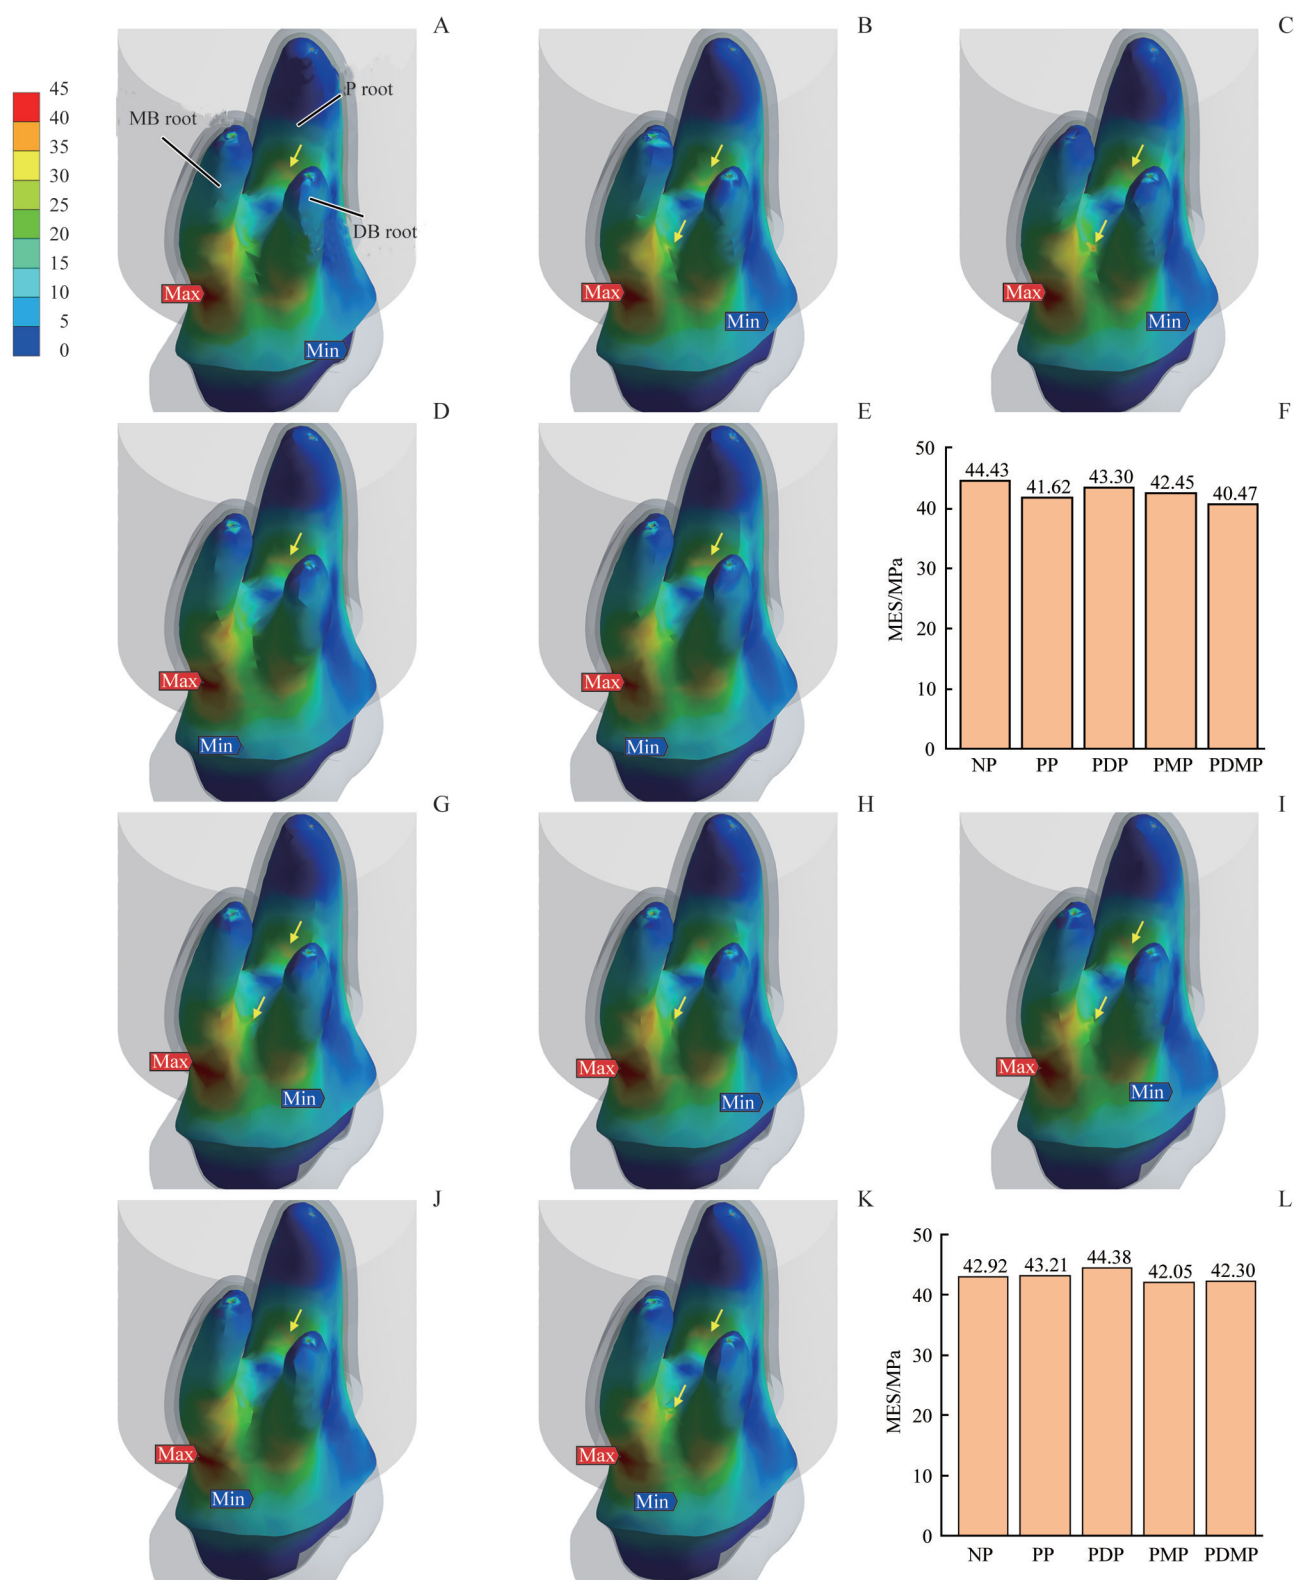 A
B
C
45
40
35
30
25
20
15
10
5
0
MB root
P root
DB root
Max
Min
Max
Min
Max
Min
D
E
F
Max
Min
Max
Min
MES/MPa
50
40
30
20
10
0
44.43
41.62
43.30
42.45
40.47
NP PP PDP PMP PDMP
G
H
I
Max
Min
Max
Min
Max
Min
J
K
L
Max
Min
Max
Min
MES/MPa
50
40
30
20
10
0
42.92
43.21
44.38
42.05
42.30
NP PP PDP PMP PDMP